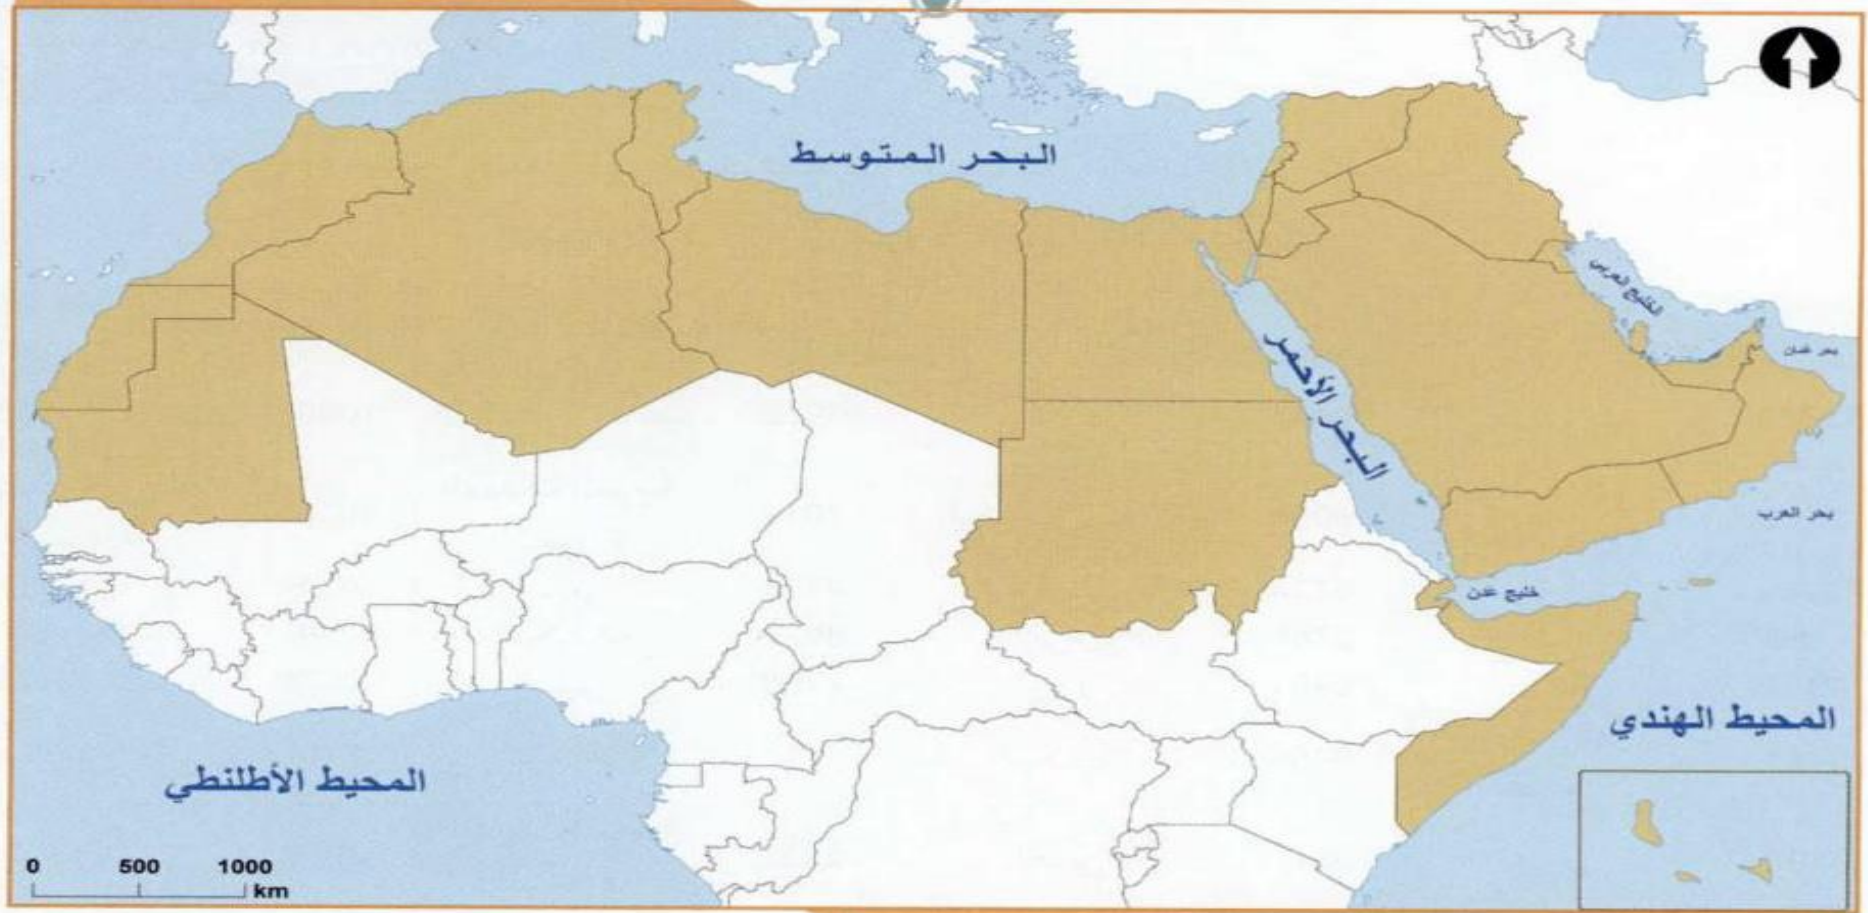 البحر المتوسط
الخليج العربي
بحر عمان
البحر الأحمر
بحر العرب
خليج عدن
المحيط الهندي
المحيط الأطلنطي
0 500 1000
km